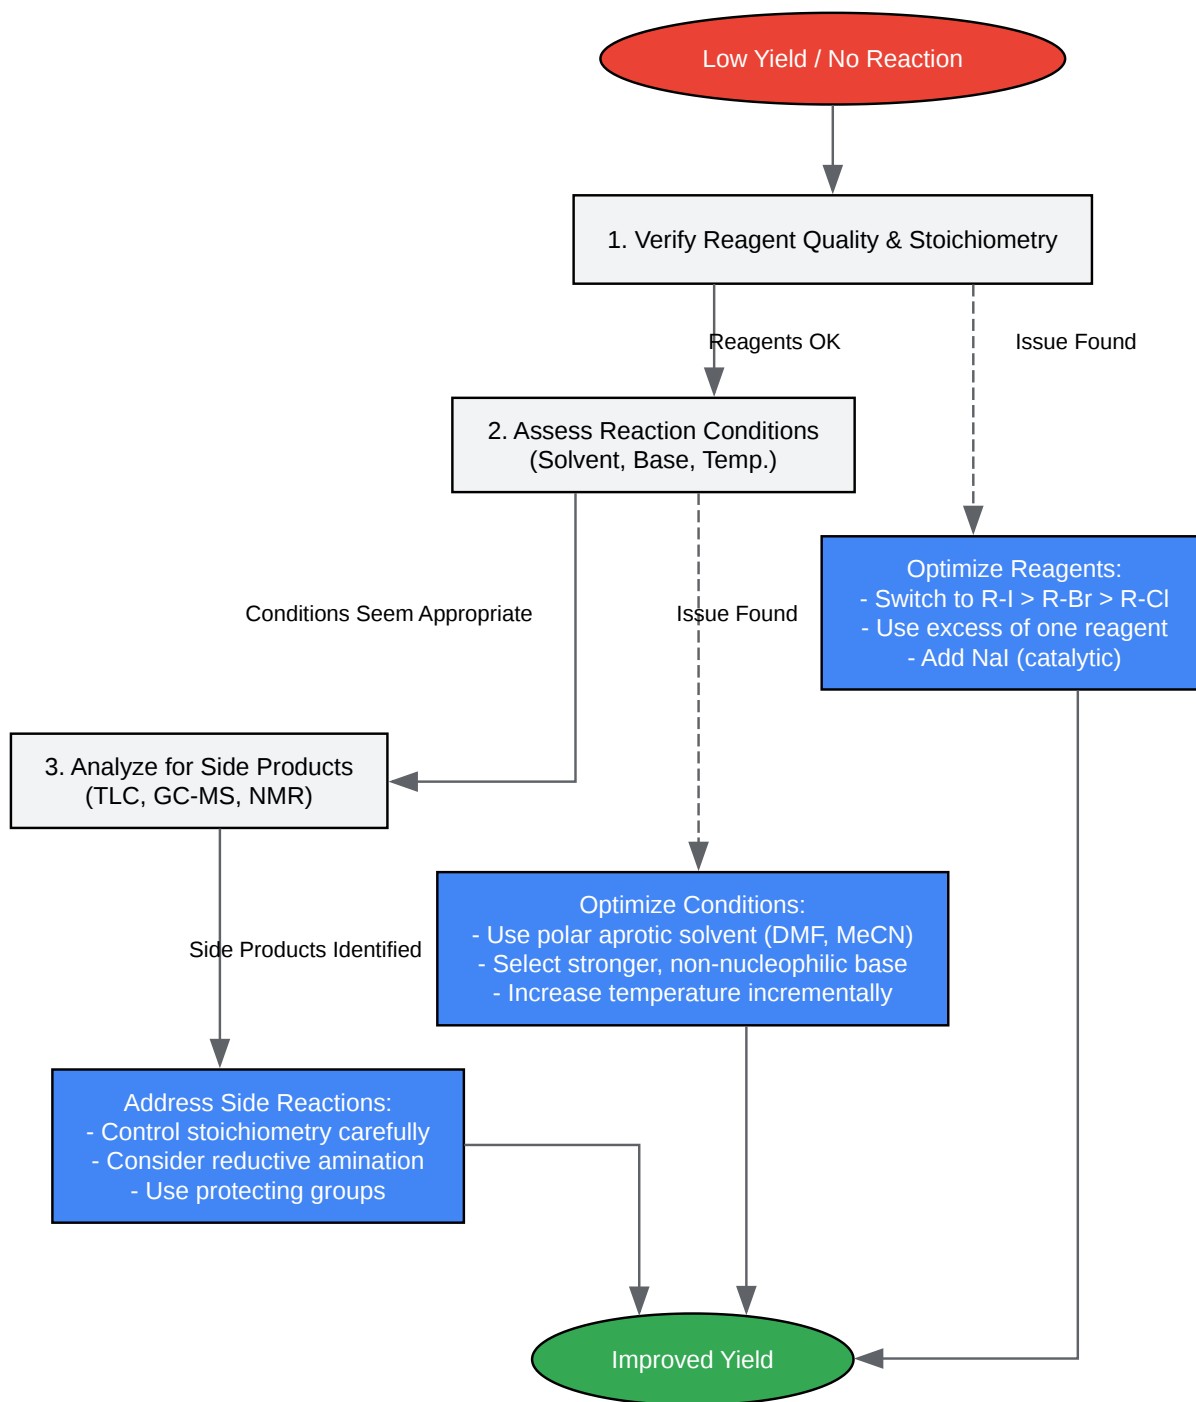 Low Yield / No Reaction
1. Verify Reagent Quality & Stoichiometry
Reagents OK
Issue Found
2. Assess Reaction Conditions
(Solvent, Base, Temp.)
Optimize Reagents:
- Switch to R-I > R-Br > R-Cl
- Use excess of one reagent
- Add NaI (catalytic)
Conditions Seem Appropriate
Issue Found
3. Analyze for Side Products
(TLC, GC-MS, NMR)
Optimize Conditions:
- Use polar aprotic solvent (DMF, MeCN)
- Select stronger, non-nucleophilic base
- Increase temperature incrementally
Side Products Identified
Address Side Reactions:
- Control stoichiometry carefully
- Consider reductive amination
- Use protecting groups
Improved Yield